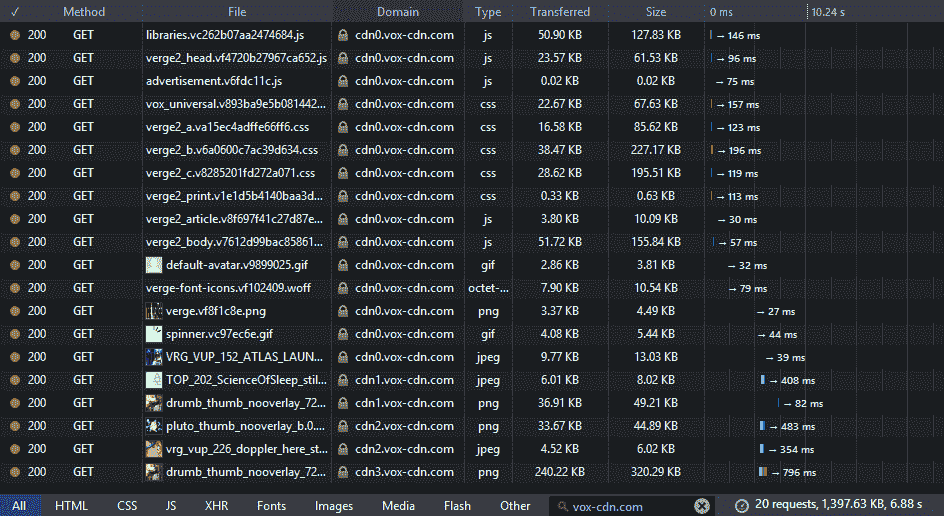 ✓ Method File Domain Type Transferred Size 0 ms 10.24 s
200 GET libraries.vc262b07aa2474684.js cdn0.vox-cdn.com js 50.90 KB 127.83 KB → 146 ms
200 GET verge2_head.vf4720b27967ca652.js cdn0.vox-cdn.com js 23.57 KB 61.53 KB → 96 ms
200 GET advertisement.v6fdc11c.js cdn0.vox-cdn.com js 0.02 KB 0.02 KB → 75 ms
200 GET vox_universal.v893ba9e5b081442... cdn0.vox-cdn.com css 22.67 KB 67.63 KB → 157 ms
200 GET verge2_a.va15ec4adffe66ff6.css cdn0.vox-cdn.com css 16.58 KB 85.62 KB → 123 ms
200 GET verge2_b.v6a0600c7ac39d634.css cdn0.vox-cdn.com css 38.47 KB 227.17 KB → 196 ms
200 GET verge2_c.v8285201fd272a071.css cdn0.vox-cdn.com css 28.62 KB 195.51 KB → 119 ms
200 GET verge2_print.v1e1d5b4140baa3d... cdn0.vox-cdn.com css 0.33 KB 0.63 KB → 113 ms
200 GET verge2_article.v8f697f41c27d87e... cdn0.vox-cdn.com js 3.80 KB 10.09 KB → 30 ms
200 GET verge2_body.v7612d99bac85861... cdn0.vox-cdn.com js 51.72 KB 155.84 KB → 57 ms
200 GET default-avatar.v9899025.gif cdn0.vox-cdn.com gif 2.86 KB 3.81 KB → 32 ms
200 GET verge-font-icons.vf102409.woff cdn0.vox-cdn.com octet-... 7.90 KB 10.54 KB → 79 ms
200 GET verge.vf8f1c8e.png cdn0.vox-cdn.com png 3.37 KB 4.49 KB → 27 ms
200 GET spinner.vc97ec6e.gif cdn0.vox-cdn.com gif 4.08 KB 5.44 KB → 44 ms
200 GET VRG_VUP_152_ATLAS_LAUN... cdn0.vox-cdn.com jpeg 9.77 KB 13.03 KB → 39 ms
200 GET TOP_202_ScienceOfSleep_stil... cdn1.vox-cdn.com jpeg 6.01 KB 8.02 KB → 408 ms
200 GET drumb_thumb_nooverlay_72... cdn1.vox-cdn.com png 36.91 KB 49.21 KB → 82 ms
200 GET pluto_thumb_nooverlay_b.0.... cdn2.vox-cdn.com png 33.67 KB 44.89 KB → 483 ms
200 GET vrg_vup_226_doppler_here_st... cdn2.vox-cdn.com jpeg 4.52 KB 6.02 KB → 354 ms
200 GET drumb_thumb_nooverlay_72... cdn3.vox-cdn.com png 240.22 KB 320.29 KB → 796 ms
All HTML CSS JS XHR Fonts Images Media Flash Other vox-cdn.com 20 requests, 1,397.63 KB, 6.88 s